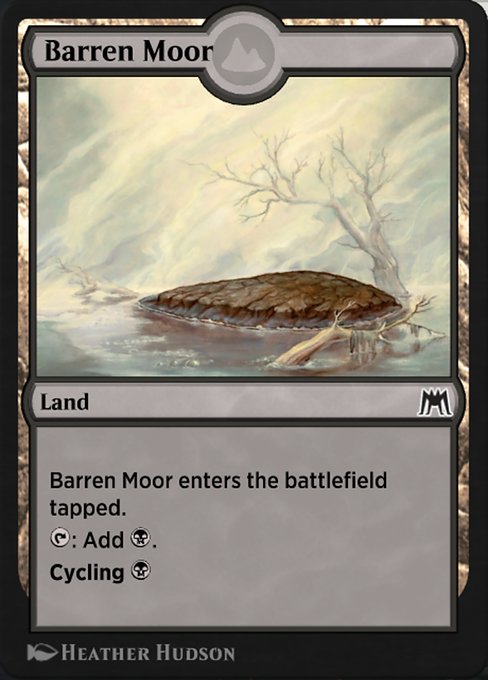 Barren Moor
Land
Barren Moor enters the battlefield
tapped.
: Add .
Cycling
Heather Hudson